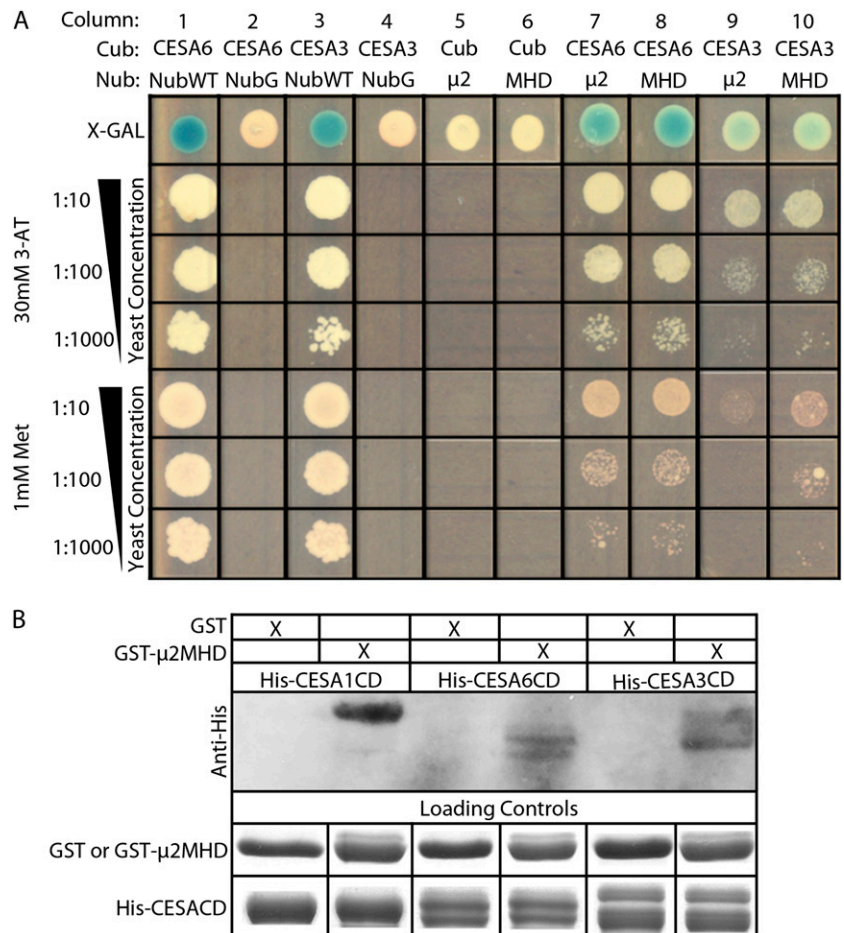 A
Column: 1 2 3 4 5 6 7 8 9 10
Cub: CESA6 CESA6 CESA3 CESA3 Cub Cub CESA6 CESA6 CESA3 CESA3
Nub: NubWT NubG NubWT NubG μ2 MHD μ2 MHD μ2 MHD
X-GAL
30mM 3-AT
Yeast Concentration
1:10
1:100
1:1000
1mM Met
Yeast Concentration
1:10
1:100
1:1000
B
GST X X X
GST-μ2MHD X X X
His-CESA1CD His-CESA6CD His-CESA3CD
Anti-His
Loading Controls
GST or GST-μ2MHD
His-CESACD